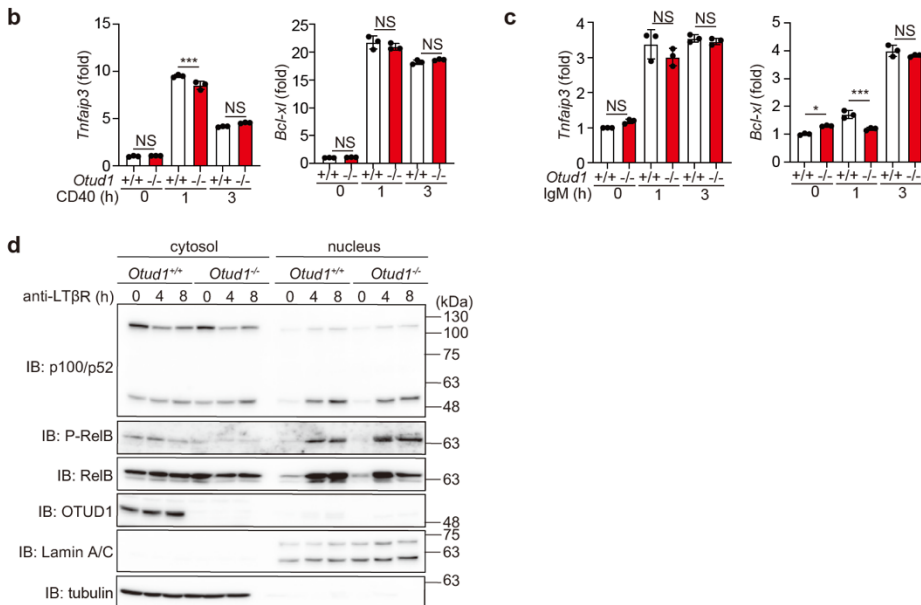 b
Tnfaip3 (fold)
15
10
5
0
NS
***
NS
Otud1 +/+ -/- +/+ -/- +/+ -/-
CD40 (h) 0 1 3
Bcl-xl (fold)
25
20
15
10
5
0
NS
NS
NS
+/+ -/- +/+ -/- +/+ -/-
0 1 3
c
Tnfaip3 (fold)
4
3
2
1
0
NS
NS
NS
Otud1 +/+ -/- +/+ -/- +/+ -/-
IgM (h) 0 1 3
Bcl-xl (fold)
5
4
3
2
1
0
*
***
NS
+/+ -/- +/+ -/- +/+ -/-
0 1 3
d
cytosol nucleus
Otud1+/+ Otud1-/- Otud1+/+ Otud1-/-
anti-LTβR (h) 0 4 8 0 4 8 0 4 8 0 4 8 (kDa)
IB: p100/p52
130
100
75
63
48
IB: P-RelB 63
IB: RelB 63
IB: OTUD1 48
IB: Lamin A/C 75
63
IB: tubulin 63